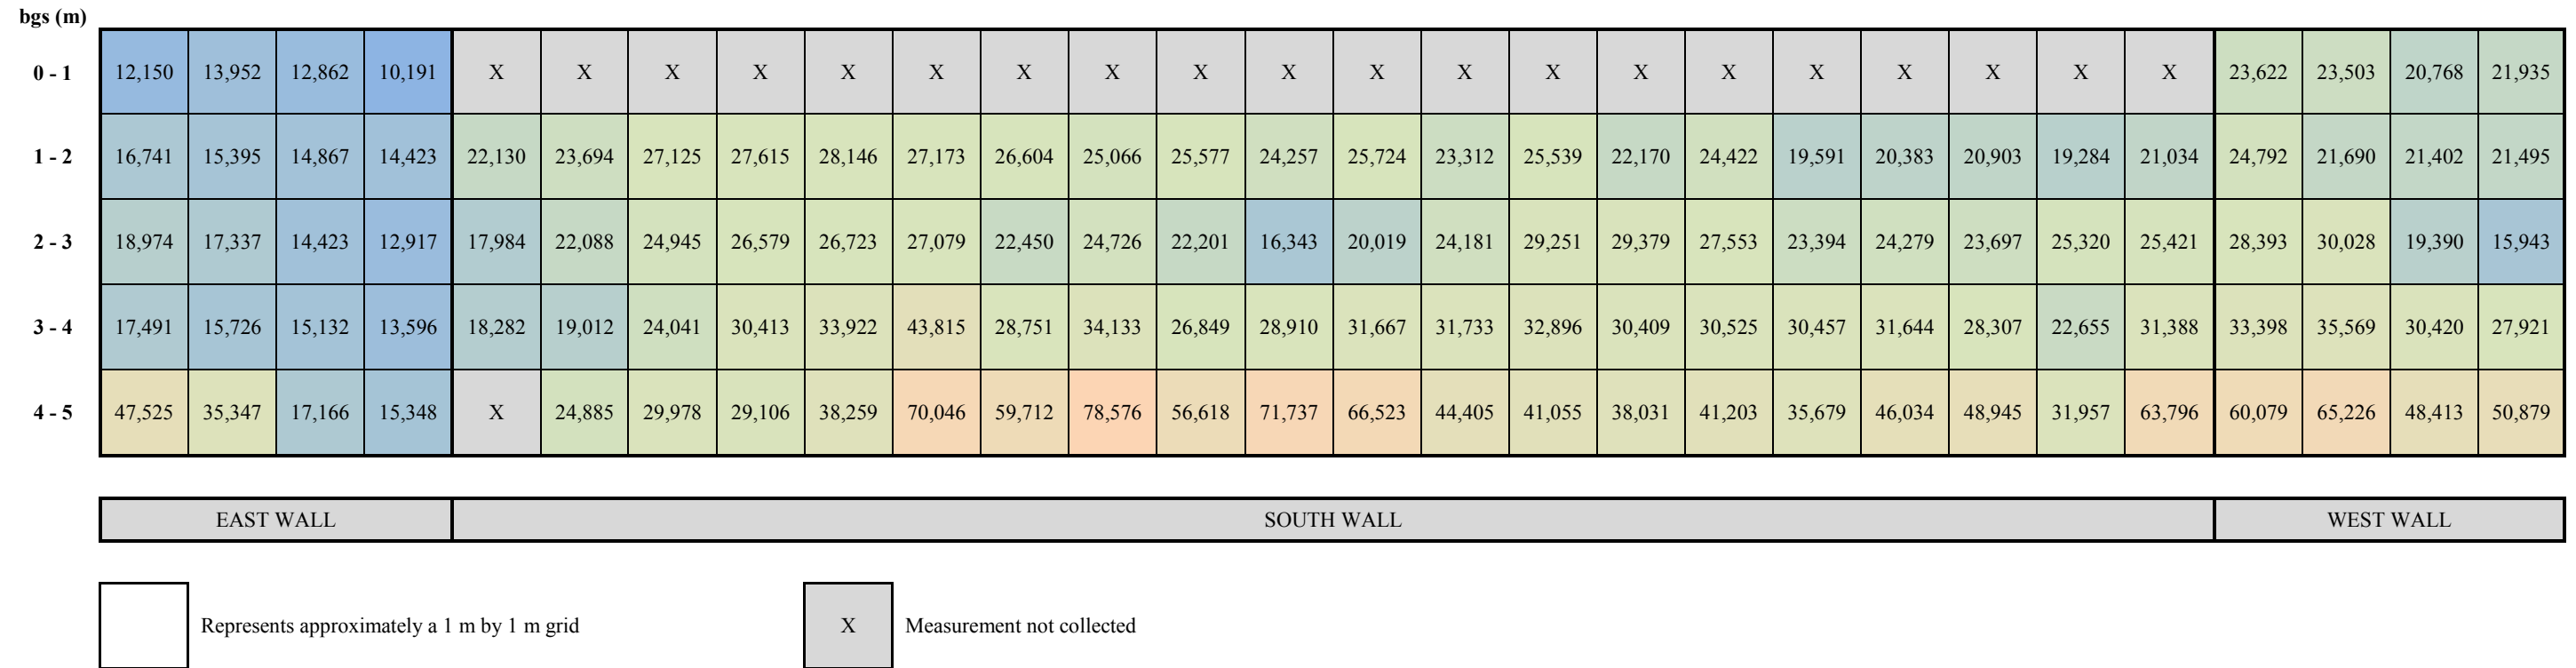 bgs (m)
0 - 1 12,150 13,952 12,862 10,191 X X X X X X X X X X X X X X X X X X X X 23,622 23,503 20,768 21,935
1 - 2 16,741 15,395 14,867 14,423 22,130 23,694 27,125 27,615 28,146 27,173 26,604 25,066 25,577 24,257 25,724 23,312 25,539 22,170 24,422 19,591 20,383 20,903 19,284 21,034 24,792 21,690 21,402 21,495
2 - 3 18,974 17,337 14,423 12,917 17,984 22,088 24,945 26,579 26,723 27,079 22,450 24,726 22,201 16,343 20,019 24,181 29,251 29,379 27,553 23,394 24,279 23,697 25,320 25,421 28,393 30,028 19,390 15,943
3 - 4 17,491 15,726 15,132 13,596 18,282 19,012 24,041 30,413 33,922 43,815 28,751 34,133 26,849 28,910 31,667 31,733 32,896 30,409 30,525 30,457 31,644 28,307 22,655 31,388 33,398 35,569 30,420 27,921
4 - 5 47,525 35,347 17,166 15,348 X 24,885 29,978 29,106 38,259 70,046 59,712 78,576 56,618 71,737 66,523 44,405 41,055 38,031 41,203 35,679 46,034 48,945 31,957 63,796 60,079 65,226 48,413 50,879
EAST WALL SOUTH WALL WEST WALL
Represents approximately a 1 m by 1 m grid X Measurement not collected